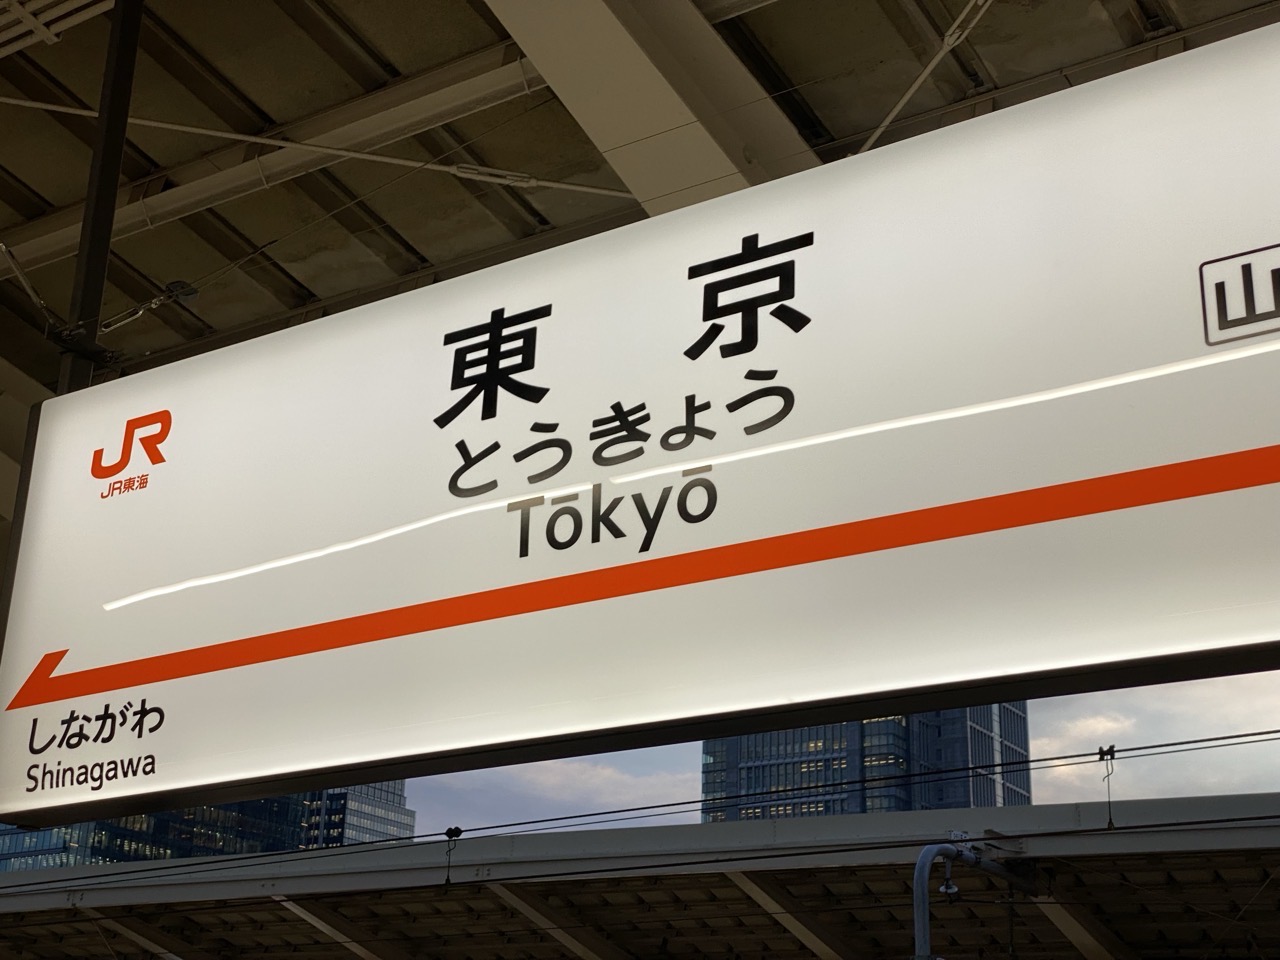 JR
JR東海
東京
とうきょう
Tōkyō
山
しながわ
Shinagawa